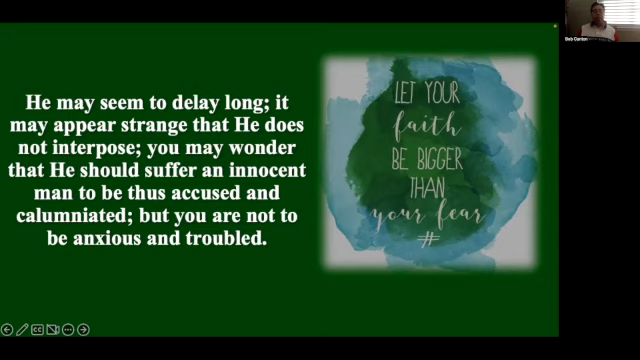 He may seem to delay long; it
may appear strange that He does
not interpose; you may wonder
that He should suffer an innocent
man to be thus accused and
calumniated; but you are not to
be anxious and troubled.
LET YOUR
faith
BE BIGGER
THAN
your fear
#
CC